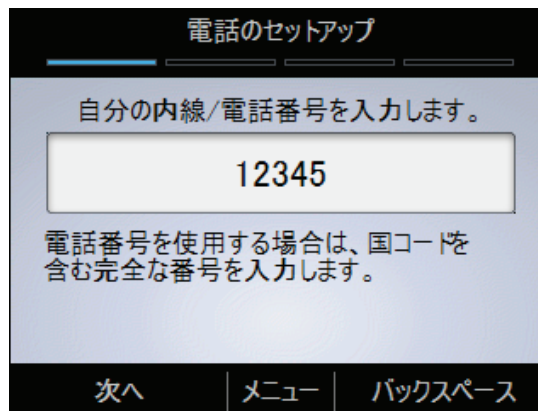 電話のセットアップ
自分の内線/電話番号を入力します。
12345
電話番号を使用する場合は、国コードを
含む完全な番号を入力します。
次へ
メニュー
バックスペース